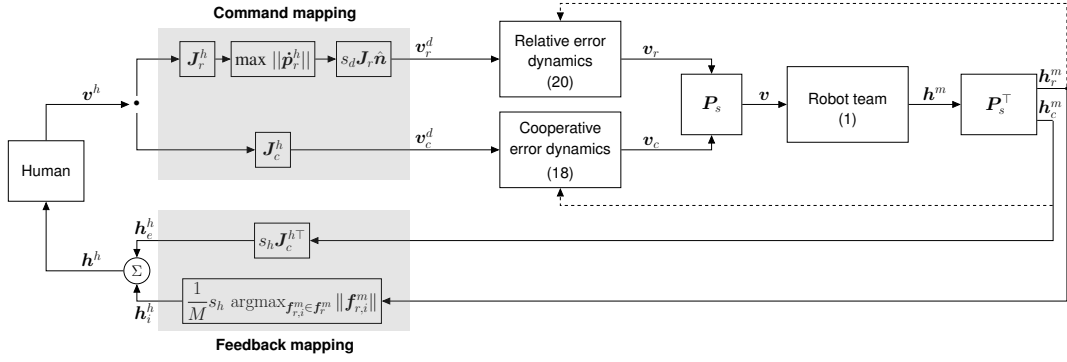 Command mapping
J_r^h
max ||ṗ_r^h||
s_d J_r n̂
v_r^d
Relative error
dynamics
(20)
v_r
v^h
P_s
v
Robot team
(1)
h^m
P_s^⊤
h_r^m
h_c^m
Human
J_c^h
v_c^d
Cooperative
error dynamics
(18)
v_c
h_e^h
s_h J_c^{h⊤}
h^h
Σ
h_i^h
1/M s_h argmax_{f_{r,i}^m ∈ f_r^m} ||f_{r,i}^m||
Feedback mapping